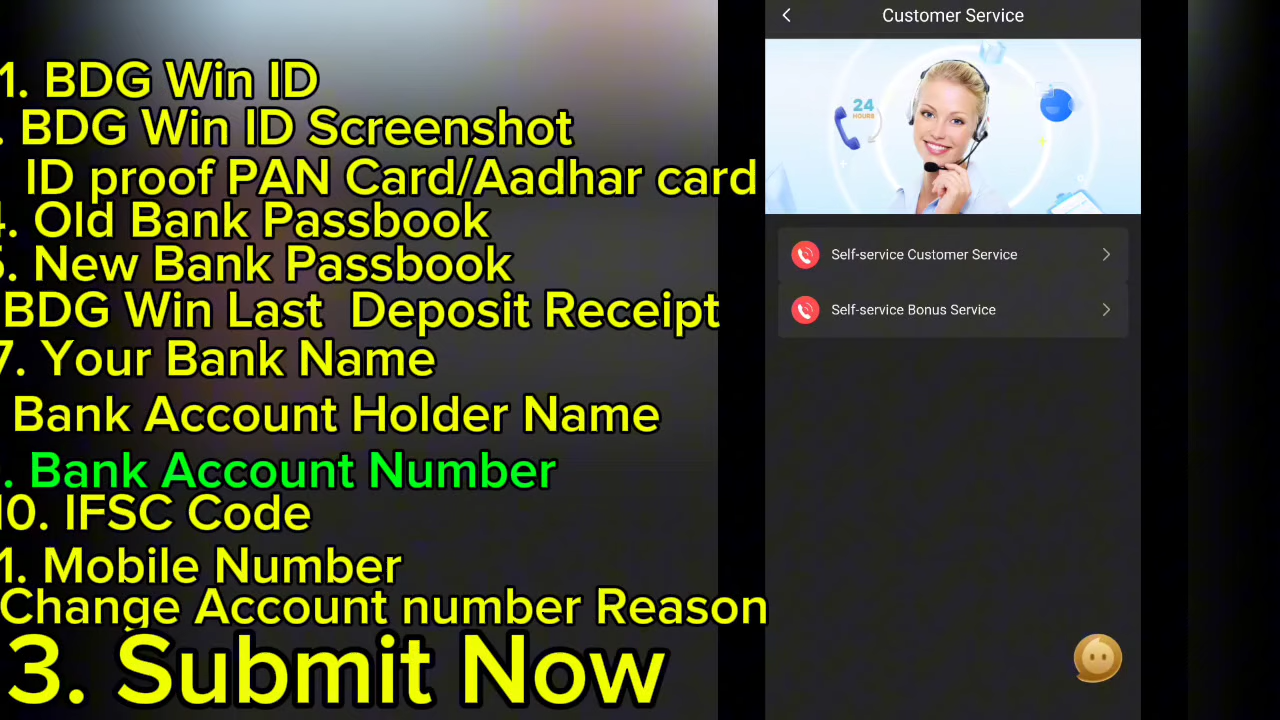 1. BDG Win ID
. BDG Win ID Screenshot
ID proof PAN Card/Aadhar card
4. Old Bank Passbook
5. New Bank Passbook
BDG Win Last Deposit Receipt
7. Your Bank Name
Bank Account Holder Name
. Bank Account Number
10. IFSC Code
1. Mobile Number
Change Account number Reason
3. Submit Now
Customer Service
24
HOURS
Self-service Customer Service
Self-service Bonus Service